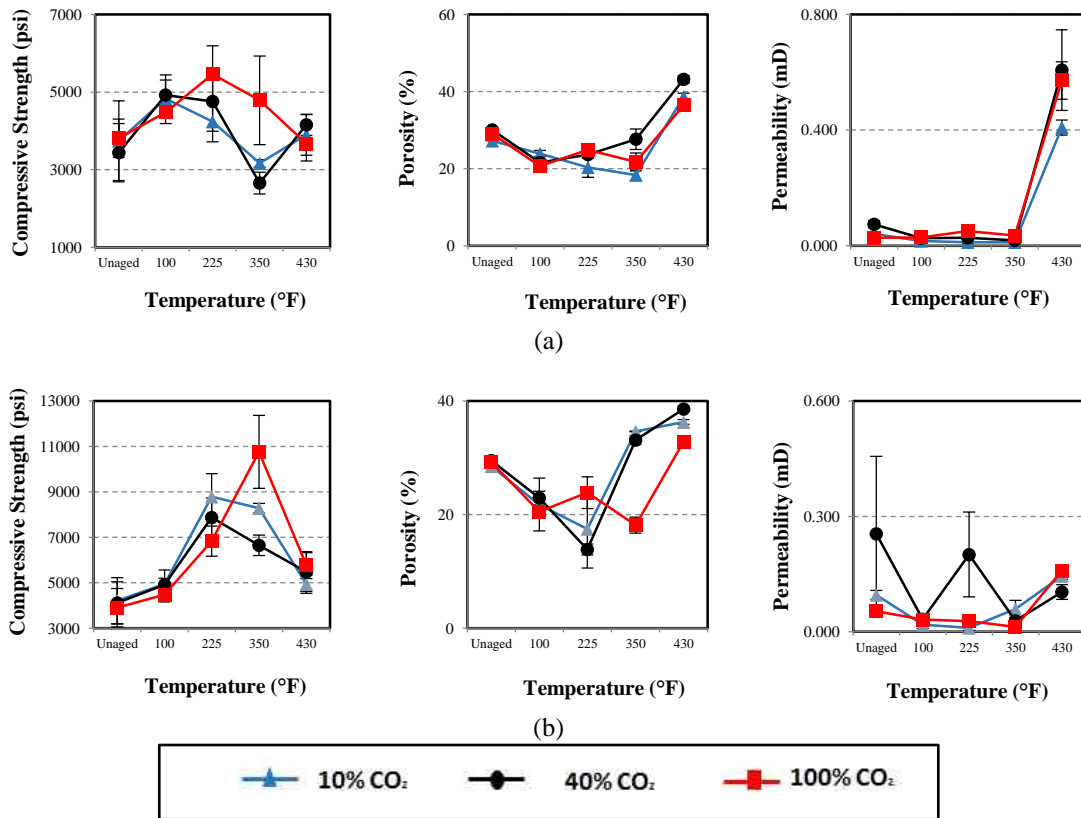 Compressive Strength (psi)
7000
5000
3000
1000
Unaged 100 225 350 430
Temperature (°F)
Porosity (%)
60
40
20
0
Unaged 100 225 350 430
Temperature (°F)
Permeability (mD)
0.800
0.400
0.000
Unaged 100 225 350 430
Temperature (°F)
(a)
Compressive Strength (psi)
13000
11000
9000
7000
5000
3000
Unaged 100 225 350 430
Temperature (°F)
Porosity (%)
40
20
0
Unaged 100 225 350 430
Temperature (°F)
Permeability (mD)
0.600
0.300
0.000
Unaged 100 225 350 430
Temperature (°F)
(b)
10% CO₂ 40% CO₂ 100% CO₂